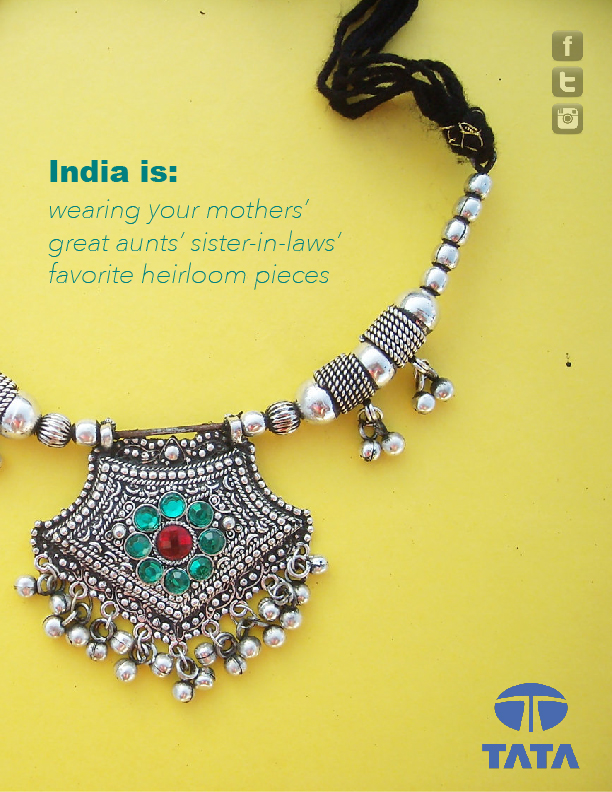 India is:
wearing your mothers’
great aunts’ sister-in-laws’
favorite heirloom pieces
TATA